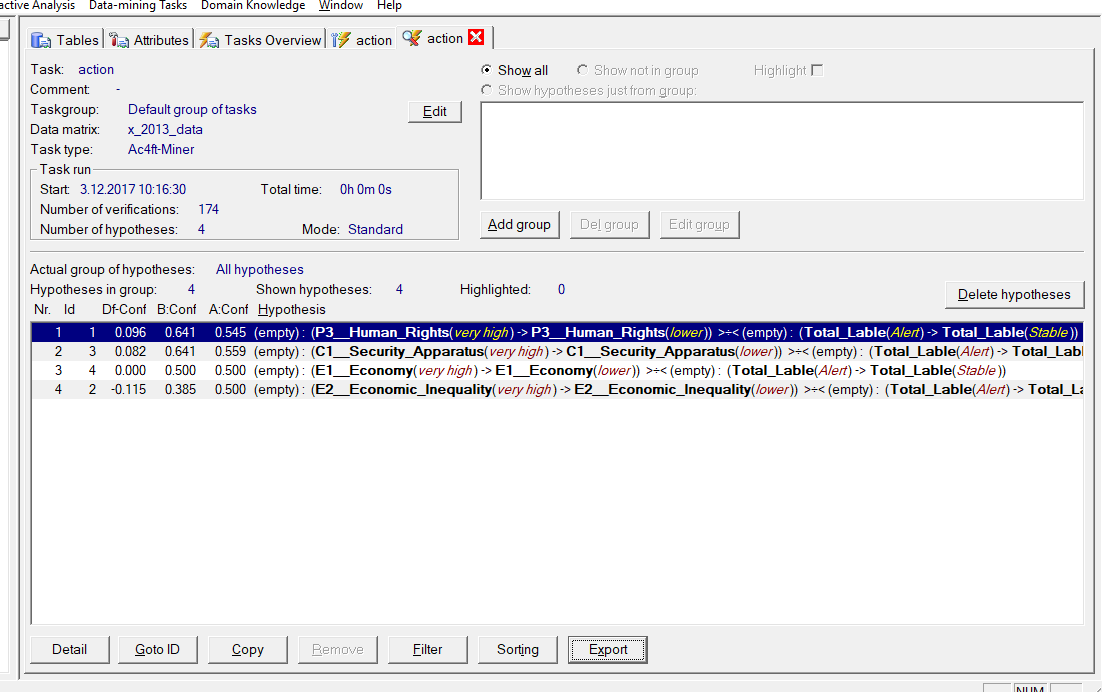 active Analysis Data-mining Tasks Domain Knowledge Window Help
Tables Attributes Tasks Overview action action
Task: action
Comment: -
Taskgroup: Default group of tasks
Data matrix: x_2013_data
Task type: Ac4ft-Miner
Edit
Show all Show not in group Highlight
Show hypotheses just from group:
Task run
Start: 3.12.2017 10:16:30 Total time: 0h 0m 0s
Number of verifications: 174
Number of hypotheses: 4 Mode: Standard
Add group Del group Edit group
Actual group of hypotheses: All hypotheses
Hypotheses in group: 4 Shown hypotheses: 4 Highlighted: 0
Delete hypotheses
Nr. Id Df-Conf B:Conf A:Conf Hypothesis
1 1 0.096 0.641 0.545 (empty) : (P3__Human_Rights(very high) -> P3__Human_Rights(lower)) >÷< (empty) : (Total_Lable(Alert) -> Total_Lable(Stable))
2 3 0.082 0.641 0.559 (empty) : (C1__Security_Apparatus(very high) -> C1__Security_Apparatus(lower)) >÷< (empty) : (Total_Lable(Alert) -> Total_Labl
3 4 0.000 0.500 0.500 (empty) : (E1__Economy(very high) -> E1__Economy(lower)) >÷< (empty) : (Total_Lable(Alert) -> Total_Lable(Stable))
4 2 -0.115 0.385 0.500 (empty) : (E2__Economic_Inequality(very high) -> E2__Economic_Inequality(lower)) >÷< (empty) : (Total_Lable(Alert) -> Total_La
Detail Goto ID Copy Remove Filter Sorting Export
NUM